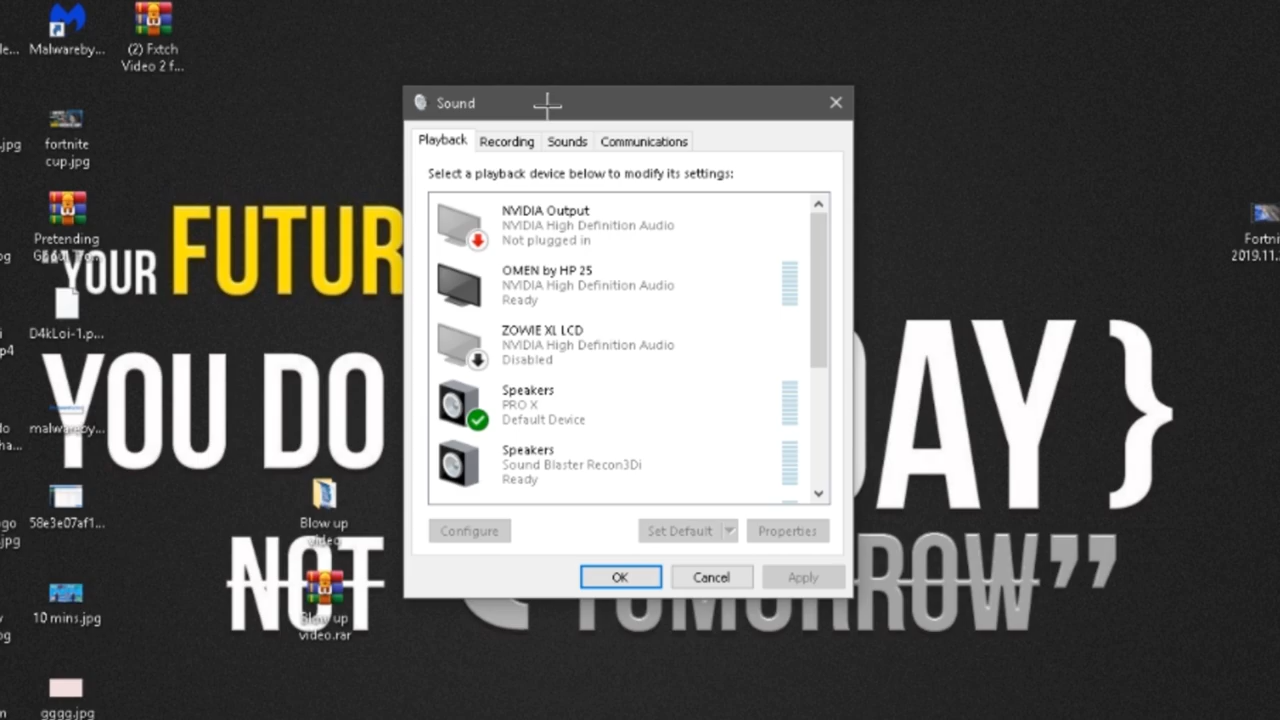 Malwareby...
(2) Fxtch
Video 2 f...
.jpg
fortnite
cup.jpg
Pretending
D4kLoi-1.p...
malwareby...
58e3e07af1...
10 mins.jpg
gggg.jpg
Blow up
video
Blow up
video.rar
Fortni
2019.11.
"YOUR FUTUR
YOU DO
AY }
NOT
TOMORROW”
Sound
Playback
Recording
Sounds
Communications
Select a playback device below to modify its settings:
NVIDIA Output
NVIDIA High Definition Audio
Not plugged in
OMEN by HP 25
NVIDIA High Definition Audio
Ready
ZOWIE XL LCD
NVIDIA High Definition Audio
Disabled
Speakers
PRO X
Default Device
Speakers
Sound Blaster Recon3Di
Ready
Configure
Set Default
Properties
OK
Cancel
Apply